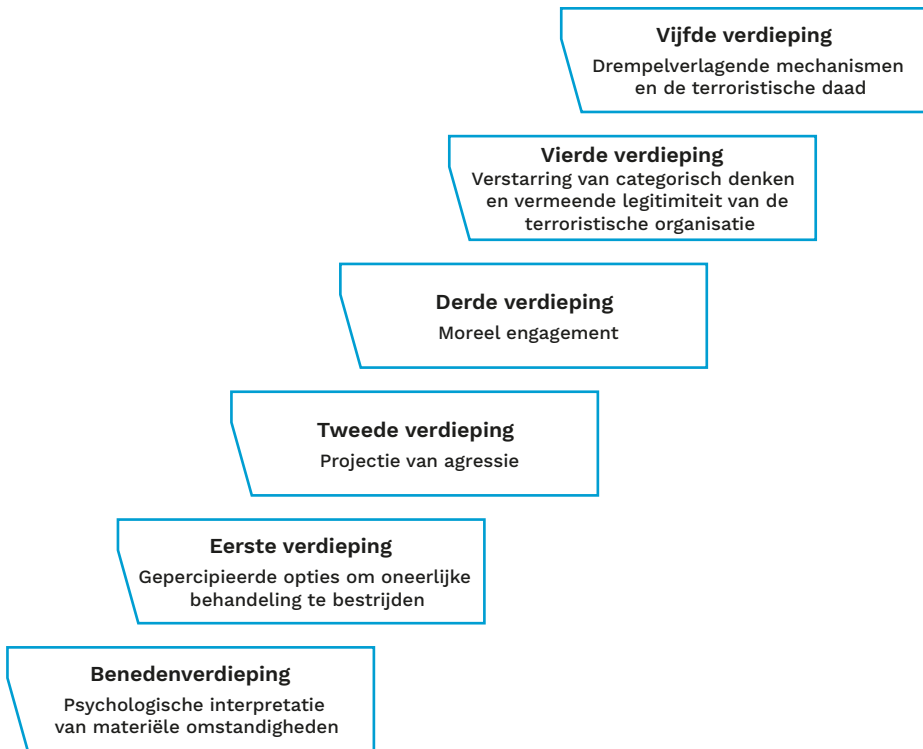 Vijfde verdieping
Drempelverlagende mechanismen
en de terroristische daad
Vierde verdieping
Verstarring van categorisch denken
en vermeende legitimiteit van de
terroristische organisatie
Derde verdieping
Moreel engagement
Tweede verdieping
Projectie van agressie
Eerste verdieping
Gepercipieerde opties om oneerlijke
behandeling te bestrijden
Benedenverdieping
Psychologische interpretatie
van materiële omstandigheden